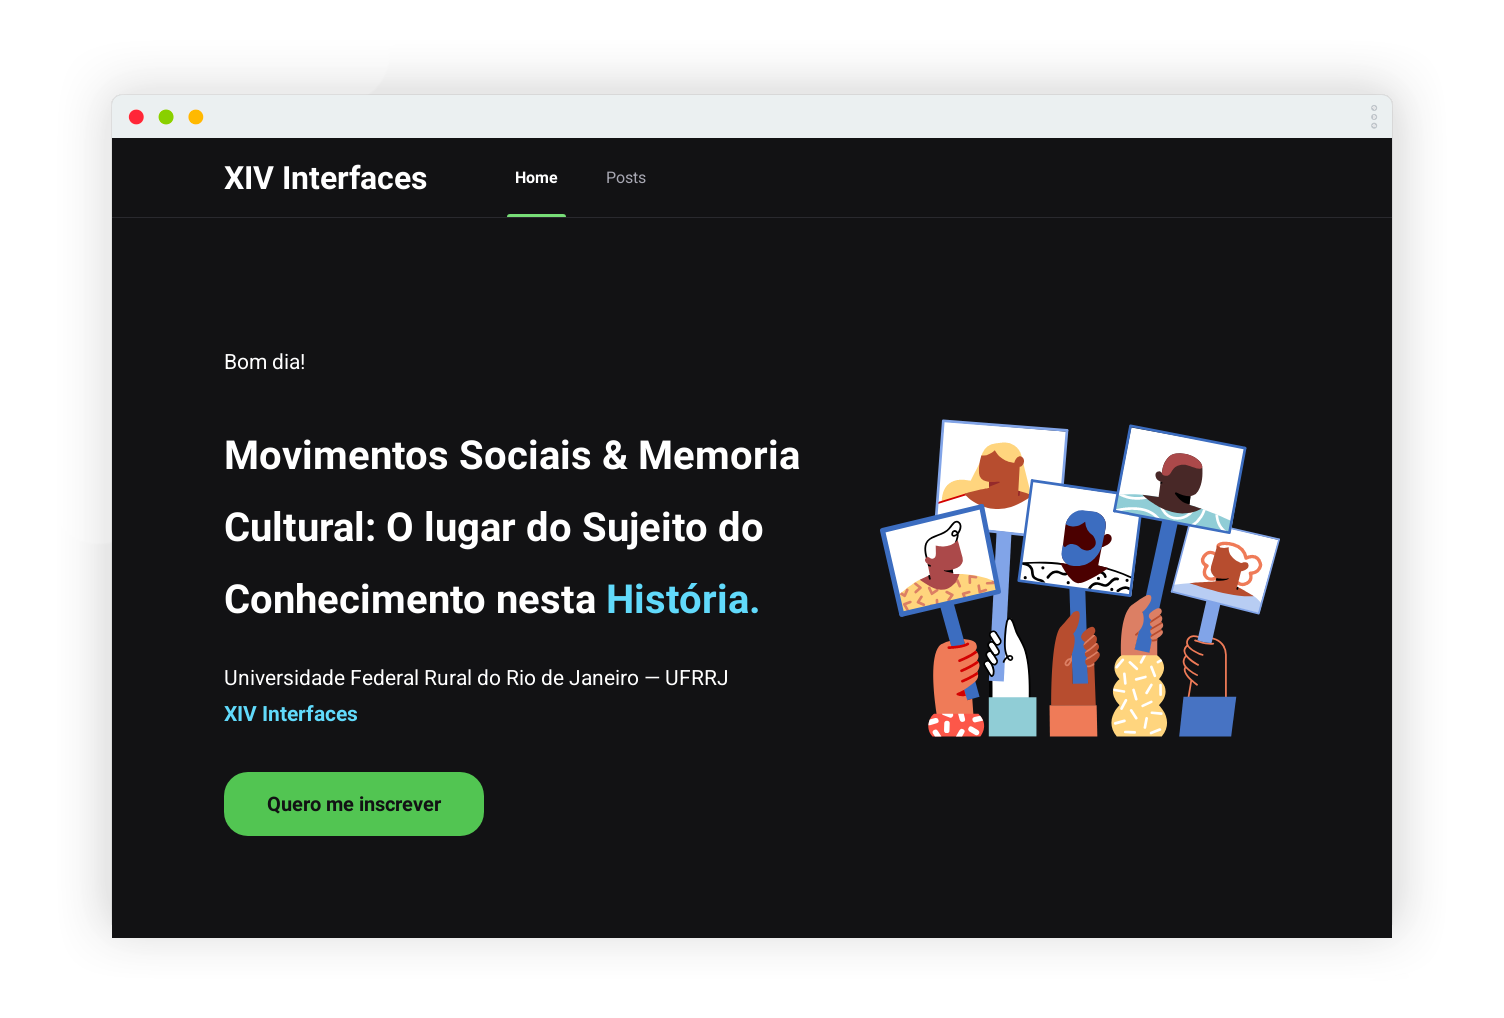 XIV Interfaces
Home
Posts
Bom dia!
Movimentos Sociais & Memoria
Cultural: O lugar do Sujeito do
Conhecimento nesta História.
Universidade Federal Rural do Rio de Janeiro — UFRRJ
XIV Interfaces
Quero me inscrever